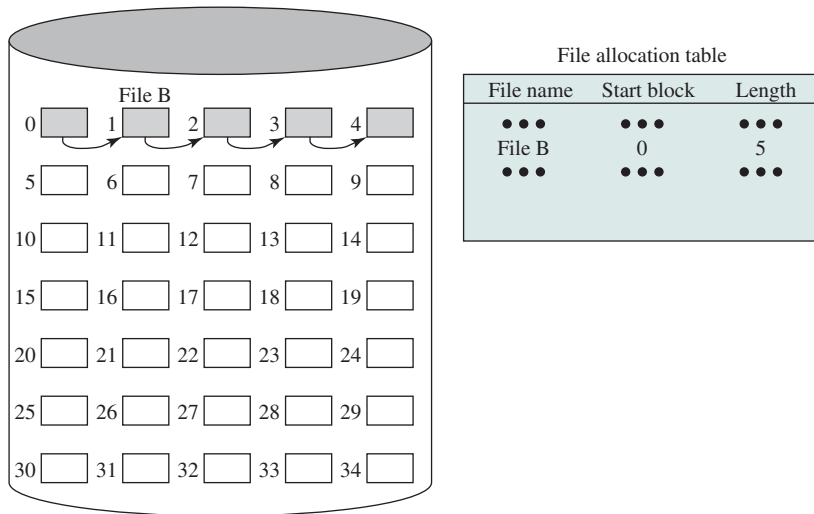 File allocation table
File name Start block Length
••• ••• •••
File B 0 5
••• ••• •••
File B
0 1 2 3 4
5 6 7 8 9
10 11 12 13 14
15 16 17 18 19
20 21 22 23 24
25 26 27 28 29
30 31 32 33 34